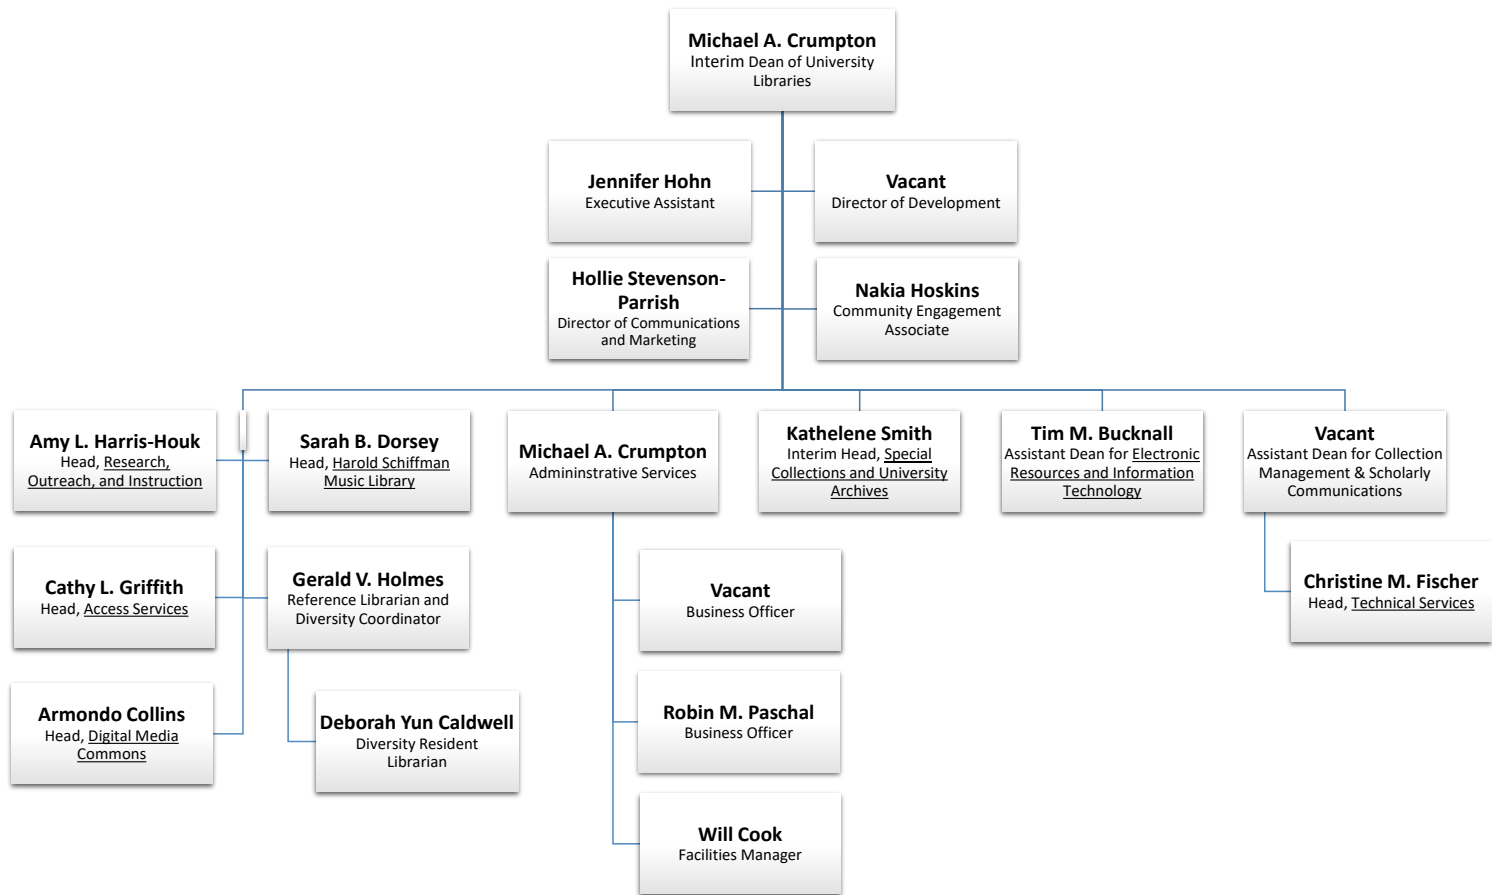 Michael A. Crumpton
Interim Dean of University
Libraries
Jennifer Hohn
Executive Assistant
Vacant
Director of Development
Hollie Stevenson-
Parrish
Director of Communications
and Marketing
Nakia Hoskins
Community Engagement
Associate
Amy L. Harris-Houk
Head, Research,
Outreach, and Instruction
Sarah B. Dorsey
Head, Harold Schiffman
Music Library
Michael A. Crumpton
Admininstrative Services
Kathelene Smith
Interim Head, Special
Collections and University
Archives
Tim M. Bucknall
Assistant Dean for Electronic
Resources and Information
Technology
Vacant
Assistant Dean for Collection
Management & Scholarly
Communications
Cathy L. Griffith
Head, Access Services
Gerald V. Holmes
Reference Librarian and
Diversity Coordinator
Vacant
Business Officer
Christine M. Fischer
Head, Technical Services
Armondo Collins
Head, Digital Media
Commons
Deborah Yun Caldwell
Diversity Resident
Librarian
Robin M. Paschal
Business Officer
Will Cook
Facilities Manager